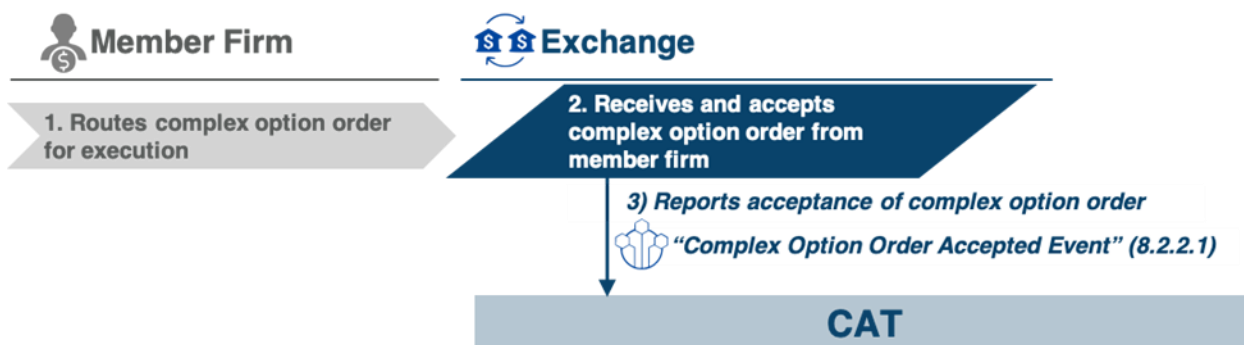 Member Firm
Exchange
1. Routes complex option order
for execution
2. Receives and accepts
complex option order from
member firm
3) Reports acceptance of complex option order
“Complex Option Order Accepted Event” (8.2.2.1)
CAT